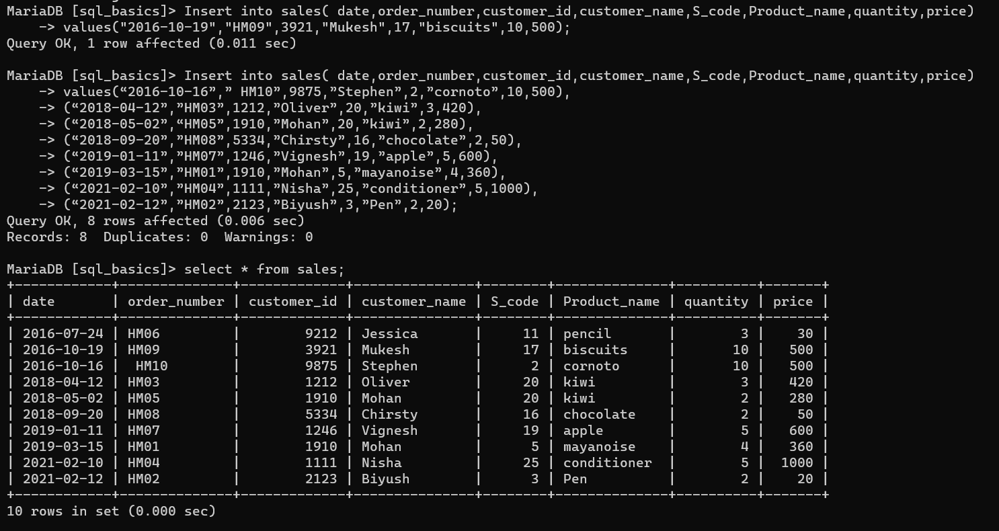 MariaDB [sql_basics]> Insert into sales( date,order_number,customer_id,customer_name,S_code,Product_name,quantity,price)
    -> values("2016-10-19","HM09",3921,"Mukesh",17,"biscuits",10,500);
Query OK, 1 row affected (0.011 sec)

MariaDB [sql_basics]> Insert into sales( date,order_number,customer_id,customer_name,S_code,Product_name,quantity,price)
    -> values(“2016-10-16”,” HM10”,9875,”Stephen”,2,”cornoto”,10,500),
    -> (“2018-04-12”,”HM03”,1212,”Oliver”,20,”kiwi”,3,420),
    -> (“2018-05-02”,“HM05”,1910,”Mohan”,20,”kiwi”,2,280),
    -> (“2018-09-20”,”HM08”,5334,”Chirsty”,16,”chocolate”,2,50),
    -> (“2019-01-11”,”HM07”,1246,”Vignesh”,19,”apple”,5,600),
    -> (“2019-03-15”,”HM01”,1910,”Mohan”,5,”mayanoise”,4,360),
    -> (“2021-02-10”,”HM04”,1111,”Nisha”,25,”conditioner”,5,1000),
    -> (“2021-02-12”,”HM02”,2123,”Biyush”,3,”Pen”,2,20);
Query OK, 8 rows affected (0.006 sec)
Records: 8  Duplicates: 0  Warnings: 0

MariaDB [sql_basics]> select * from sales;
+------------+--------------+-------------+---------------+--------+--------------+----------+-------+
| date       | order_number | customer_id | customer_name | S_code | Product_name | quantity | price |
+------------+--------------+-------------+---------------+--------+--------------+----------+-------+
| 2016-07-24 | HM06         |        9212 | Jessica       |     11 | pencil       |        3 |    30 |
| 2016-10-19 | HM09         |        3921 | Mukesh        |     17 | biscuits     |       10 |   500 |
| 2016-10-16 |  HM10        |        9875 | Stephen       |      2 | cornoto      |       10 |   500 |
| 2018-04-12 | HM03         |        1212 | Oliver        |     20 | kiwi         |        3 |   420 |
| 2018-05-02 | HM05         |        1910 | Mohan         |     20 | kiwi         |        2 |   280 |
| 2018-09-20 | HM08         |        5334 | Chirsty       |     16 | chocolate    |        2 |    50 |
| 2019-01-11 | HM07         |        1246 | Vignesh       |     19 | apple        |        5 |   600 |
| 2019-03-15 | HM01         |        1910 | Mohan         |      5 | mayanoise    |        4 |   360 |
| 2021-02-10 | HM04         |        1111 | Nisha         |     25 | conditioner  |        5 |  1000 |
| 2021-02-12 | HM02         |        2123 | Biyush        |      3 | Pen          |        2 |    20 |
+------------+--------------+-------------+---------------+--------+--------------+----------+-------+
10 rows in set (0.000 sec)